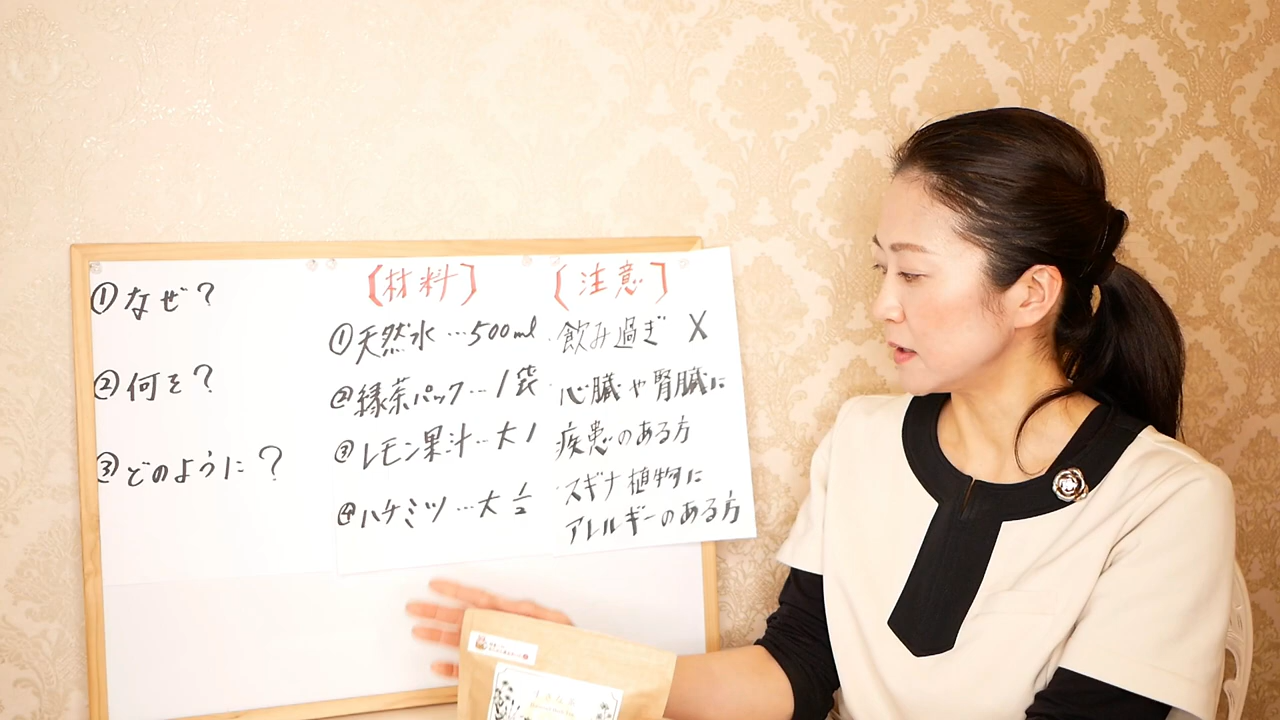 ①なぜ?
②何を?
③どのように?
【材料】
①天然水…500ml
②緑茶パック…1袋
③レモン果汁…大1
④ハチミツ…大1/2
【注意】
・飲み過ぎ X
・心臓や腎臓に
疾患のある方
・スギナ植物に
アレルギーのある方
すぎな茶